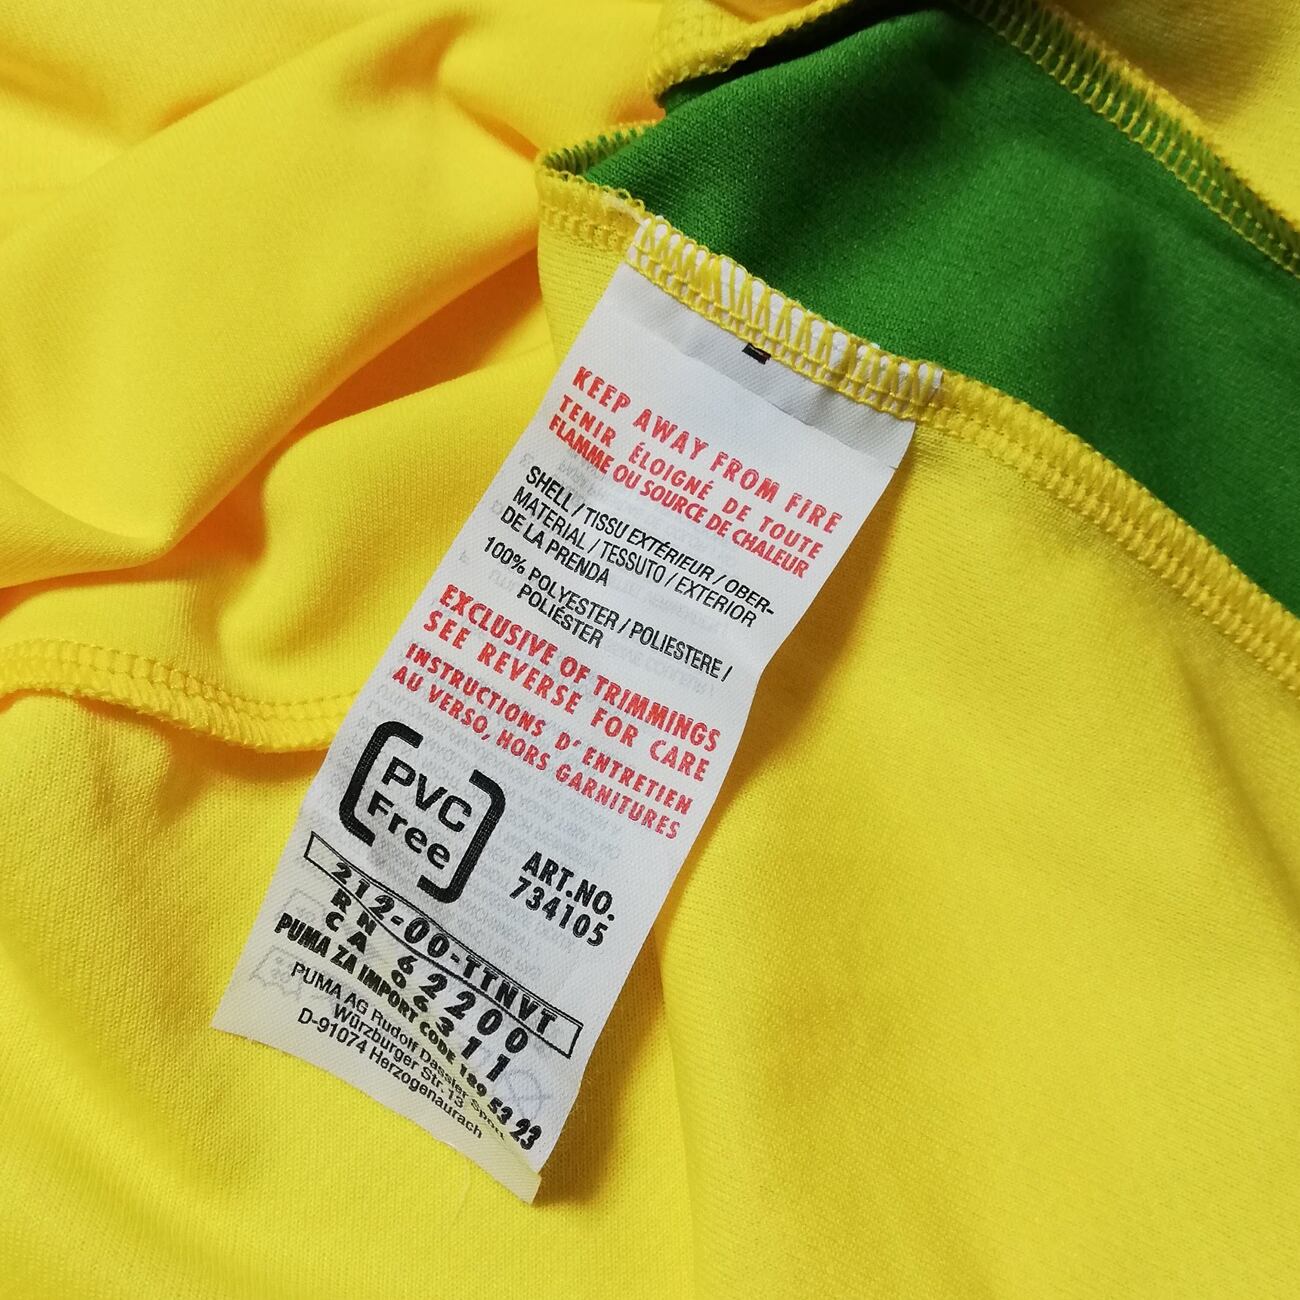 KEEP AWAY FROM FIRE
TENIR ÉLOIGNÉ DE TOUTE
FLAMME OU SOURCE DE CHALEUR
SHELL / TISSU EXTÉRIEUR / OBER-
MATERIAL / TESSUTO / EXTERIOR
DE LA PRENDA
100% POLYESTER / POLIESTERE /
POLIÉSTER
EXCLUSIVE OF TRIMMINGS
SEE REVERSE FOR CARE
INSTRUCTIONS D'ENTRETIEN
AU VERSO, HORS GARNITURES
PVC
Free
ART.NO.
734105
212-00-TTNVT
RN 62200
CA 06311
PUMA ZA IMPORT CODE 189 53 23
PUMA AG Rudolf Dassler Sport
Würzburger Str. 13
D-91074 Herzogenaurach